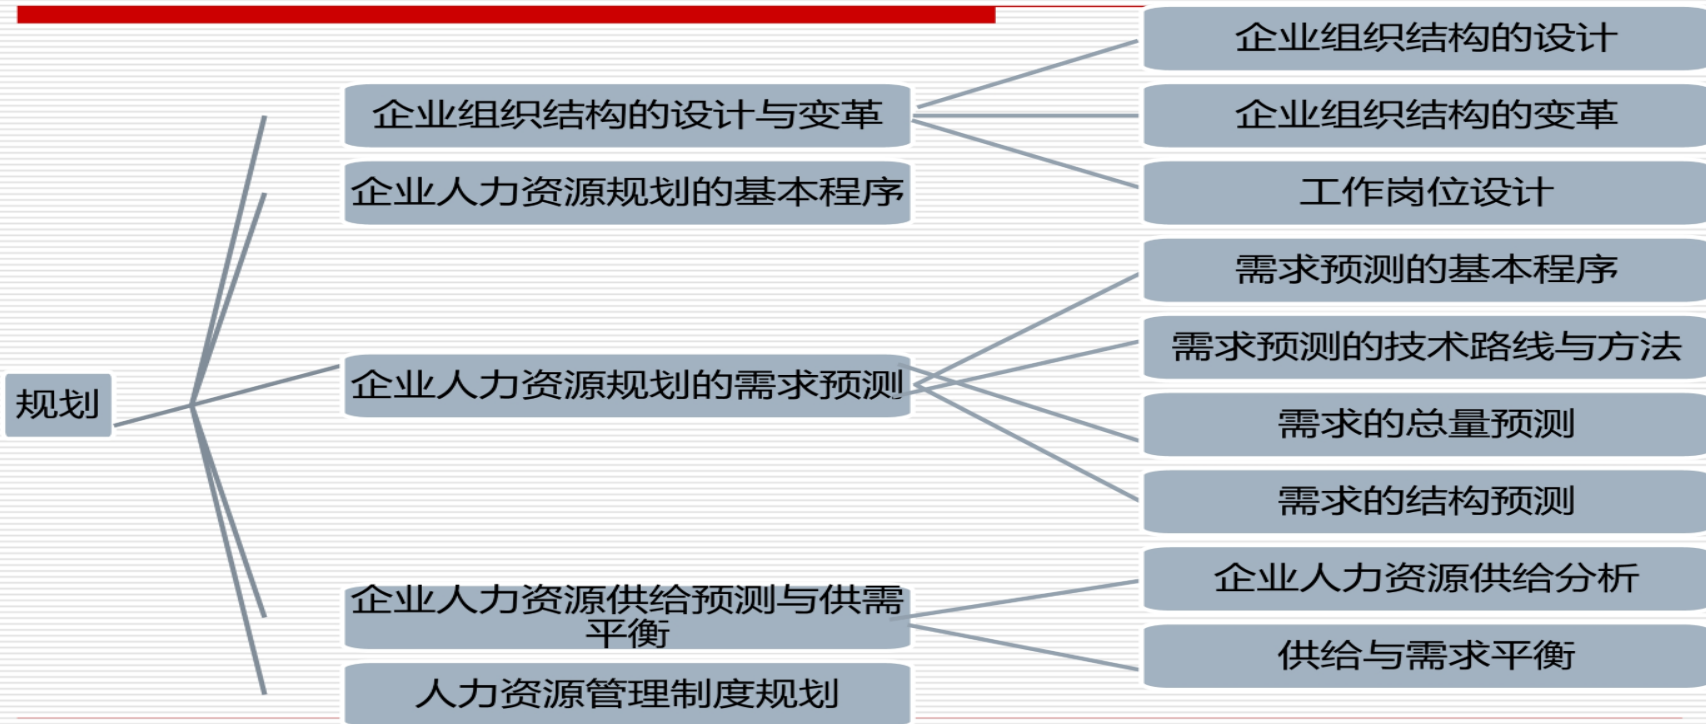 规划
企业组织结构的设计与变革
企业人力资源规划的基本程序
企业人力资源规划的需求预测
企业人力资源供给预测与供需
平衡
人力资源管理制度规划
企业组织结构的设计
企业组织结构的变革
工作岗位设计
需求预测的基本程序
需求预测的技术路线与方法
需求的总量预测
需求的结构预测
企业人力资源供给分析
供给与需求平衡